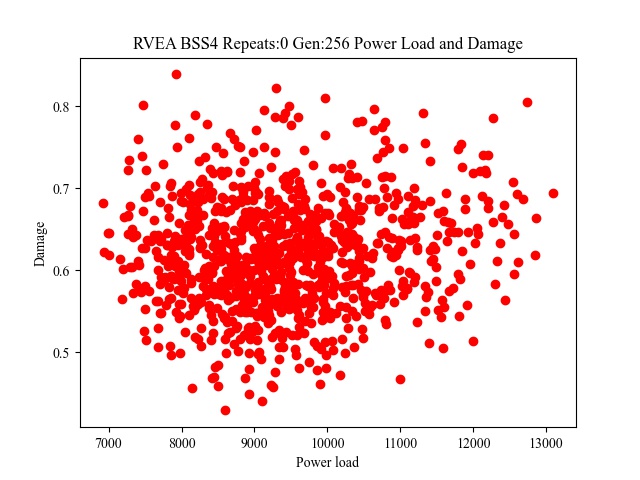 RVEA BSS4 Repeats:0 Gen:256 Power Load and Damage
0.8
0.7
0.6
0.5
Damage
7000 8000 9000 10000 11000 12000 13000
Power load